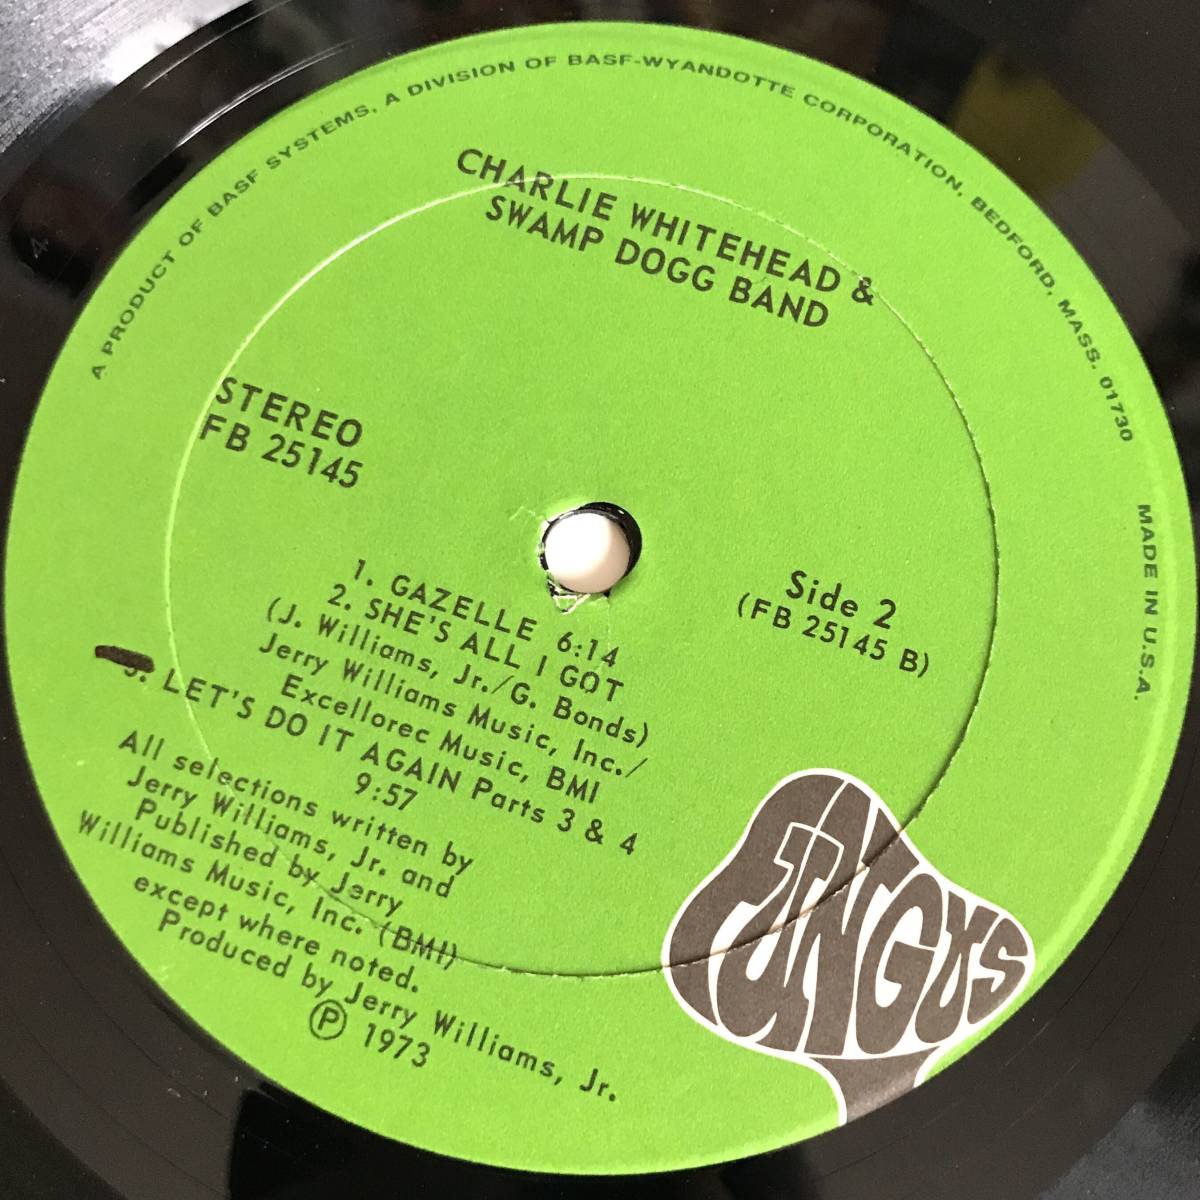 A PRODUCT OF BASF SYSTEMS, A DIVISION OF BASF-WYANDOTTE CORPORATION, BEDFORD, MASS. 01730 MADE IN U.S.A.
CHARLIE WHITEHEAD &
SWAMP DOGG BAND
STEREO
FB 25145
Side 2
(FB 25145 B)
1. GAZELLE 6:14
2. SHE'S ALL I GOT
(J. Williams, Jr./G. Bonds)
Jerry Williams Music, Inc./
Excellorec Music, BMI
3. LET'S DO IT AGAIN Parts 3 & 4
9:57
All selections written by
Jerry Williams, Jr. and
Published by Jerry
Williams Music, Inc. (BMI)
except where noted.
Produced by Jerry Williams, Jr.
℗ 1973
FUNGUS